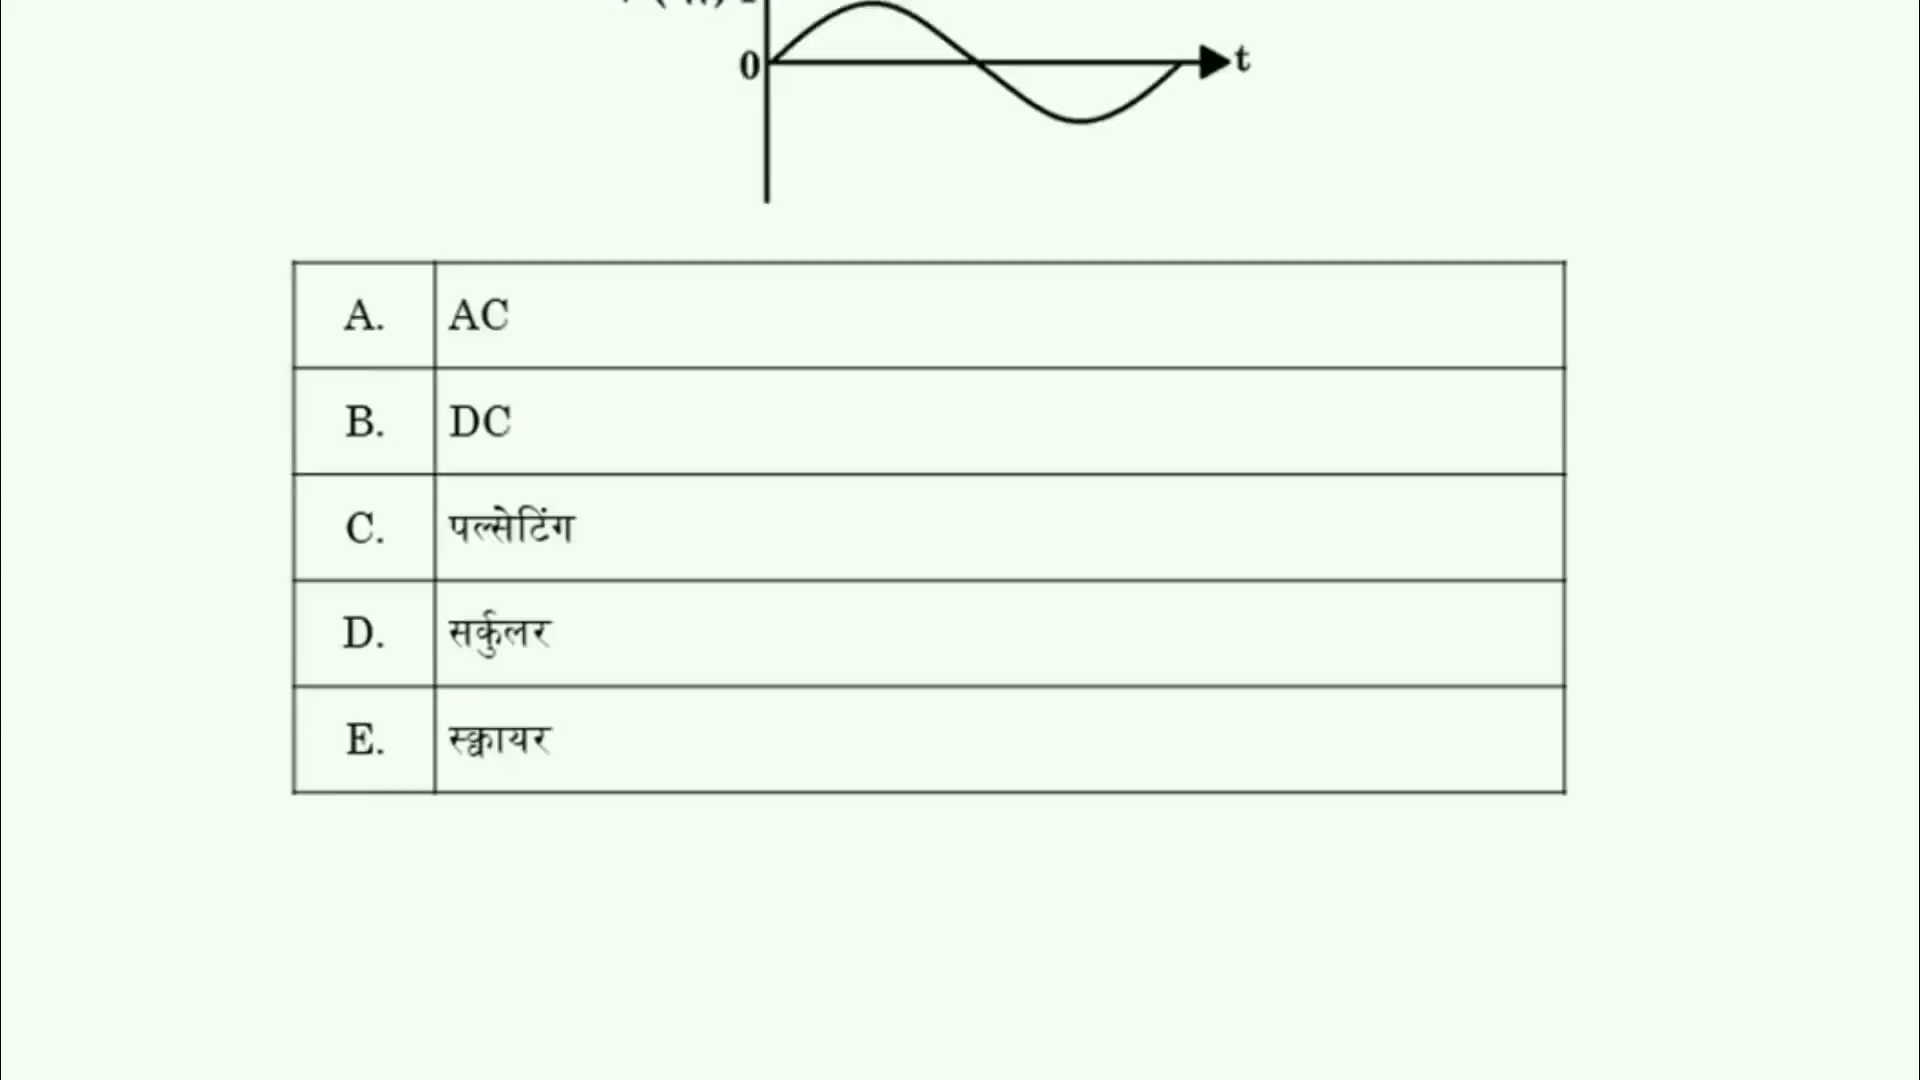 0
t
A. AC
B. DC
C. पल्सेटिंग
D. सर्कुलर
E. स्क्वायर